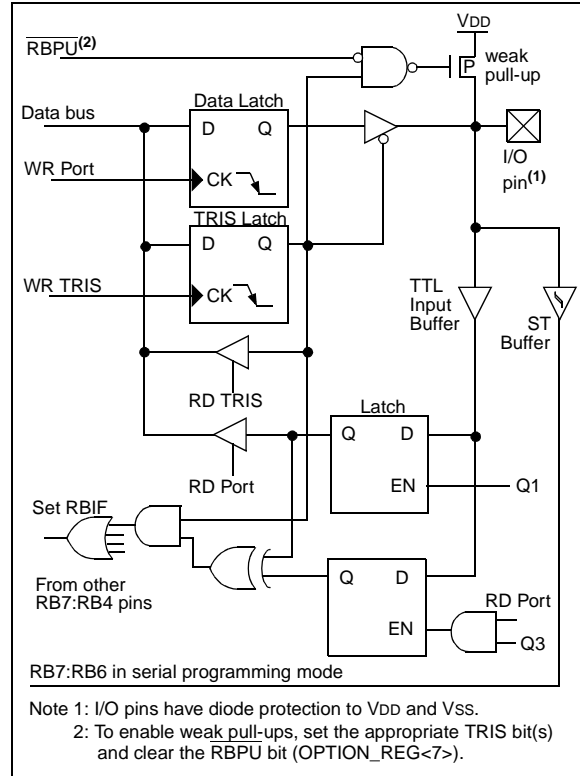 VDD
RBPU(2)
P
weak
pull-up
Data Latch
Data bus
D Q
I/O
pin(1)
WR Port
CK
TRIS Latch
D Q
WR TRIS
CK
TTL
Input
Buffer
ST
Buffer
RD TRIS
Latch
Q D
RD Port
EN
Q1
Set RBIF
From other
RB7:RB4 pins
Q D
RD Port
EN
Q3
RB7:RB6 in serial programming mode
Note 1: I/O pins have diode protection to VDD and VSS.
2: To enable weak pull-ups, set the appropriate TRIS bit(s)
and clear the RBPU bit (OPTION_REG<7>).